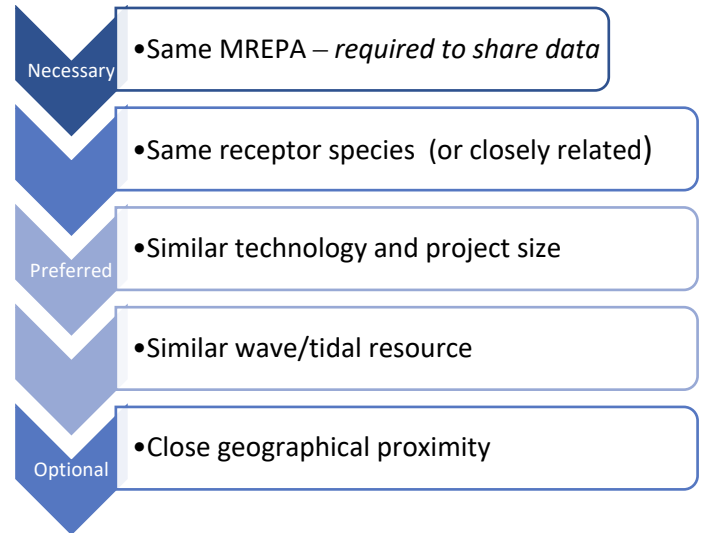 Necessary
•Same MREPA – required to share data
•Same receptor species (or closely related)
Preferred
•Similar technology and project size
•Similar wave/tidal resource
Optional
•Close geographical proximity